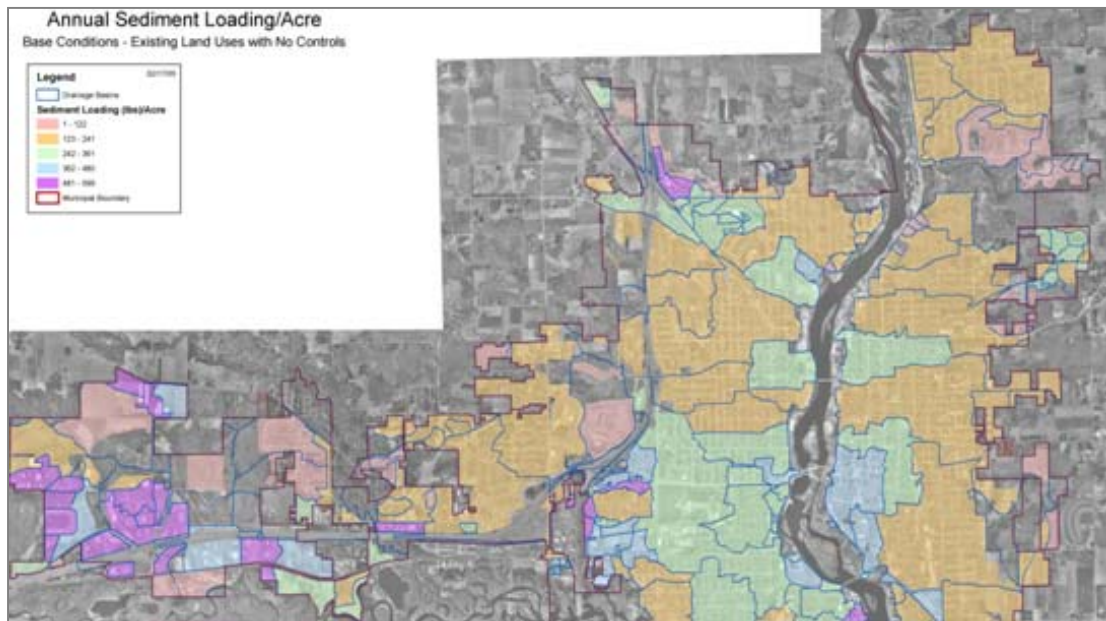 Annual Sediment Loading/Acre
Base Conditions - Existing Land Uses with No Controls
Legend
Drainage Basins
Sediment Loading (lbs)/Acre
1 - 122
123 - 241
242 - 361
362 - 480
481 - 599
Municipal Boundary